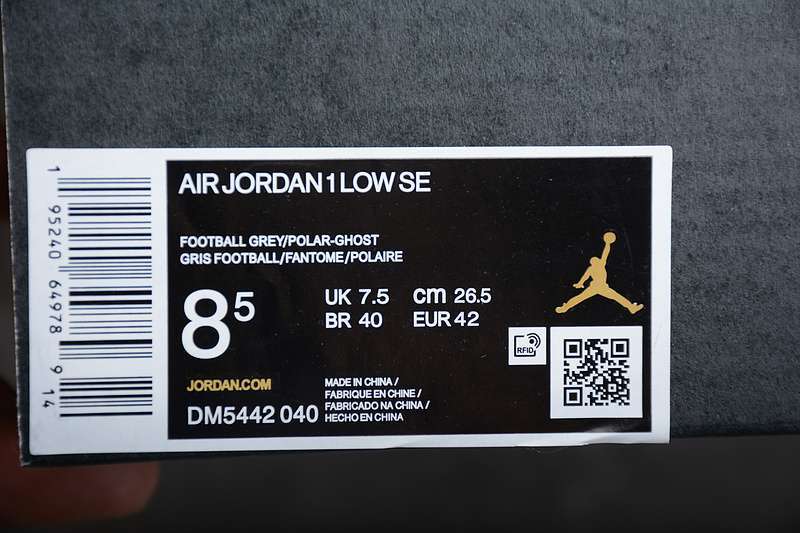 AIR JORDAN 1 LOW SE
FOOTBALL GREY/POLAR-GHOST
GRIS FOOTBALL/FANTOME/POLAIRE
8 5
UK 7.5 cm 26.5
BR 40 EUR 42
RFID
JORDAN.COM
DM5442 040
MADE IN CHINA /
FABRIQUE EN CHINE /
FABRICADO NA CHINA /
HECHO EN CHINA
1 95240 64978 9 14